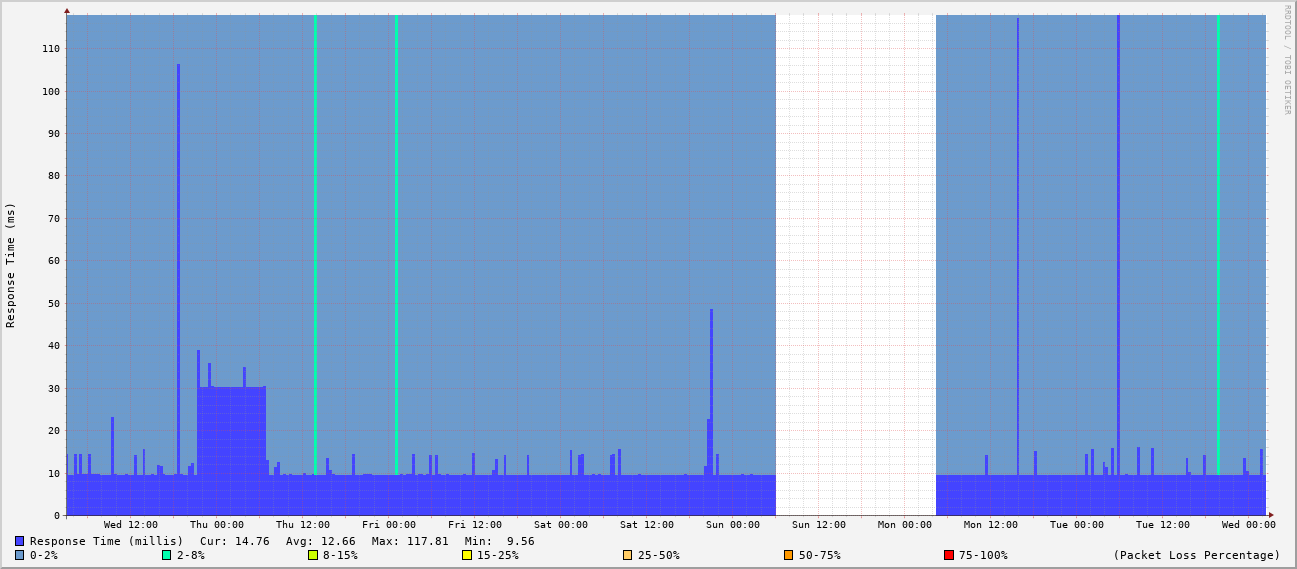 RRDTOOL / TOBI OETIKER
Response Time (ms)
110
100
90
80
70
60
50
40
30
20
10
0
Wed 12:00 Thu 00:00 Thu 12:00 Fri 00:00 Fri 12:00 Sat 00:00 Sat 12:00 Sun 00:00 Sun 12:00 Mon 00:00 Mon 12:00 Tue 00:00 Tue 12:00 Wed 00:00
Response Time (millis) Cur: 14.76 Avg: 12.66 Max: 117.81 Min: 9.56
0-2% 2-8% 8-15% 15-25% 25-50% 50-75% 75-100% (Packet Loss Percentage)